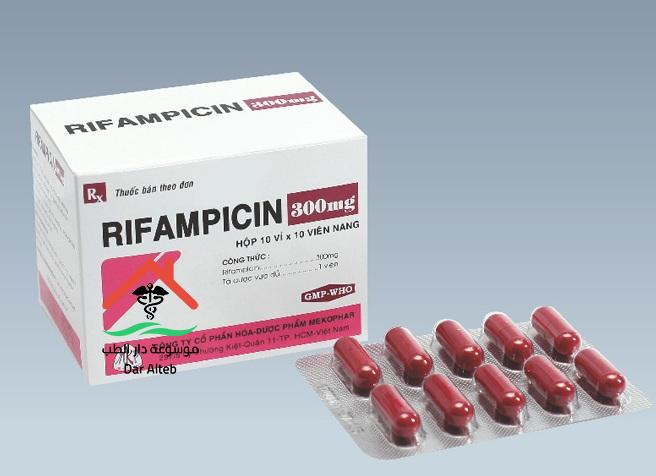 RIFAMPICIN 300mg
Rx Thuốc bán theo đơn
RIFAMPICIN 300mg
HỘP 10 VỈ x 10 VIÊN NANG
CÔNG THỨC :
Rifampicin 300mg
Tá dược vừa đủ 1 viên
GMP-WHO
CÔNG TY CỔ PHẦN HÓA-DƯỢC PHẨM MEKOPHAR
Thường Kiệt-Quận 11-TP. HCM-Việt Nam
موسوعة دار الطب
Dar Alteb